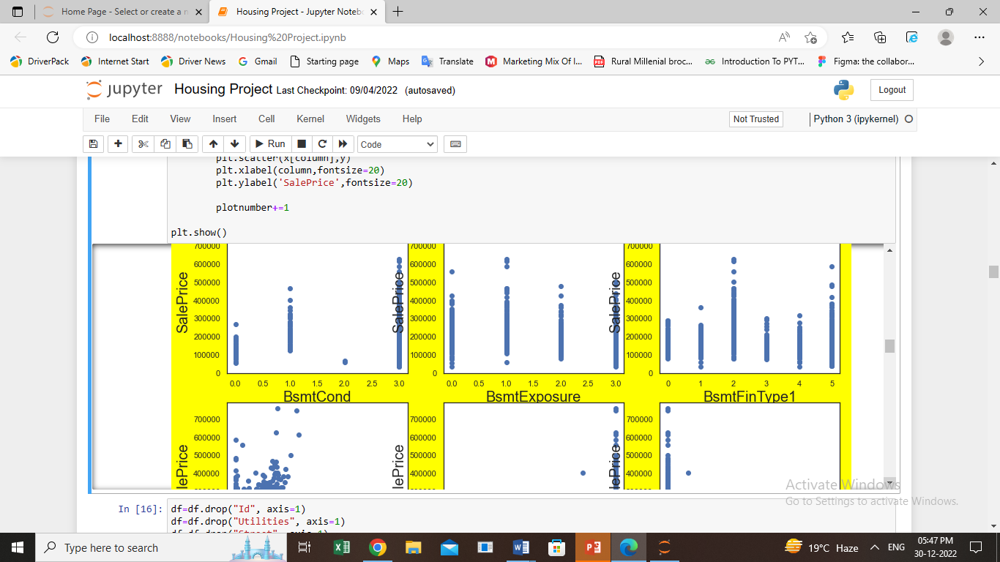 Home Page - Select or create a n
Housing Project - Jupyter Noteb
localhost:8888/notebooks/Housing%20Project.ipynb
DriverPack Internet Start Driver News Gmail Starting page Maps Translate Marketing Mix Of I... Rural Millenial broc... Introduction To PYT... Figma: the collabor...
jupyter Housing Project Last Checkpoint: 09/04/2022 (autosaved) Logout
File Edit View Insert Cell Kernel Widgets Help Not Trusted Python 3 (ipykernel)
Run Code
plt.scatter(x[column],y)
plt.xlabel(column,fontsize=20)
plt.ylabel('SalePrice',fontsize=20)
plotnumber+=1
plt.show()
700000 700000 700000
600000 600000 600000
500000 500000 500000
400000 400000 400000
300000 300000 300000
200000 200000 200000
100000 100000 100000
0 0 0
SalePrice SalePrice SalePrice
0.0 0.5 1.0 1.5 2.0 2.5 3.0 0.0 0.5 1.0 1.5 2.0 2.5 3.0 0 1 2 3 4 5
BsmtCond BsmtExposure BsmtFinType1
700000 700000 700000
600000 600000 600000
500000 500000 500000
400000 400000 400000
lePrice lePrice lePrice
Activate Windows
Go to Settings to activate Windows.
In [16]: df=df.drop("Id", axis=1)
df=df.drop("Utilities", axis=1)
df=df.drop("Street", axis=1)
Type here to search
19°C Haze ENG 05:47 PM
30-12-2022